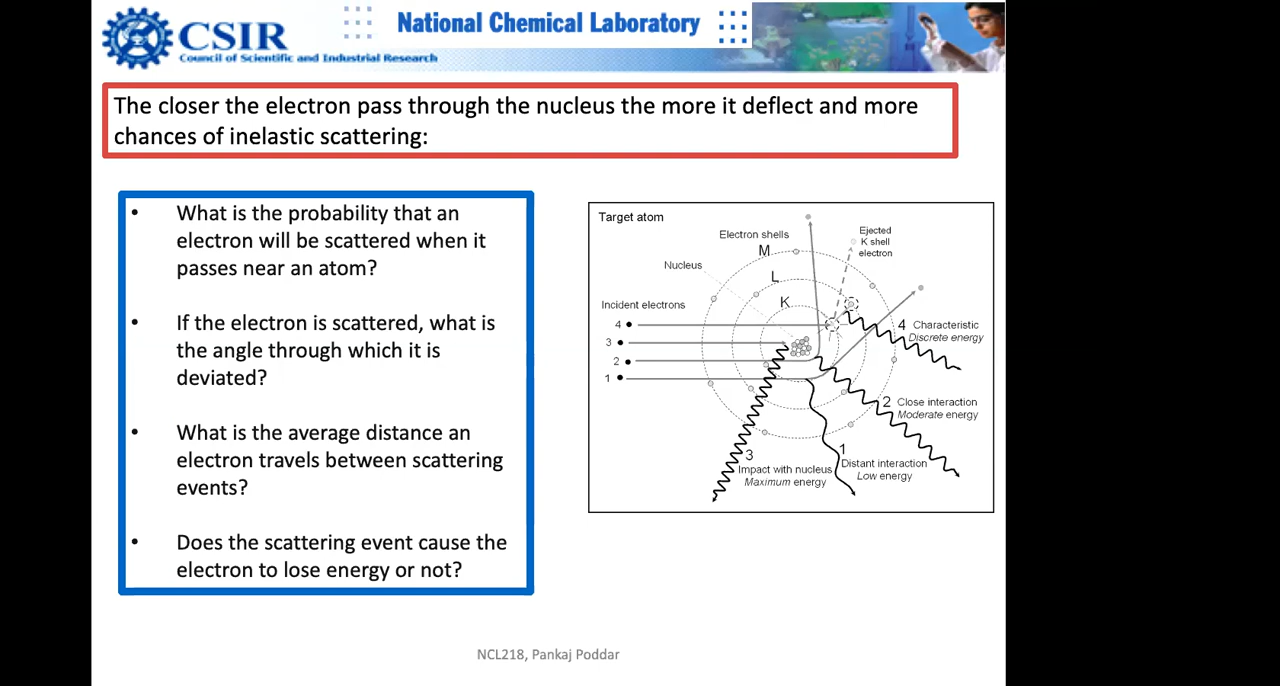 CSIR
Council of Scientific and Industrial Research
National Chemical Laboratory
The closer the electron pass through the nucleus the more it deflect and more
chances of inelastic scattering:
• What is the probability that an
electron will be scattered when it
passes near an atom?
• If the electron is scattered, what is
the angle through which it is
deviated?
• What is the average distance an
electron travels between scattering
events?
• Does the scattering event cause the
electron to lose energy or not?
Target atom
Electron shells
M
L
K
Nucleus
Ejected
K shell
electron
Incident electrons
4
3
2
1
4 Characteristic
Discrete energy
2 Close interaction
Moderate energy
1
Distant interaction
Low energy
3
Impact with nucleus
Maximum energy
NCL218, Pankaj Poddar